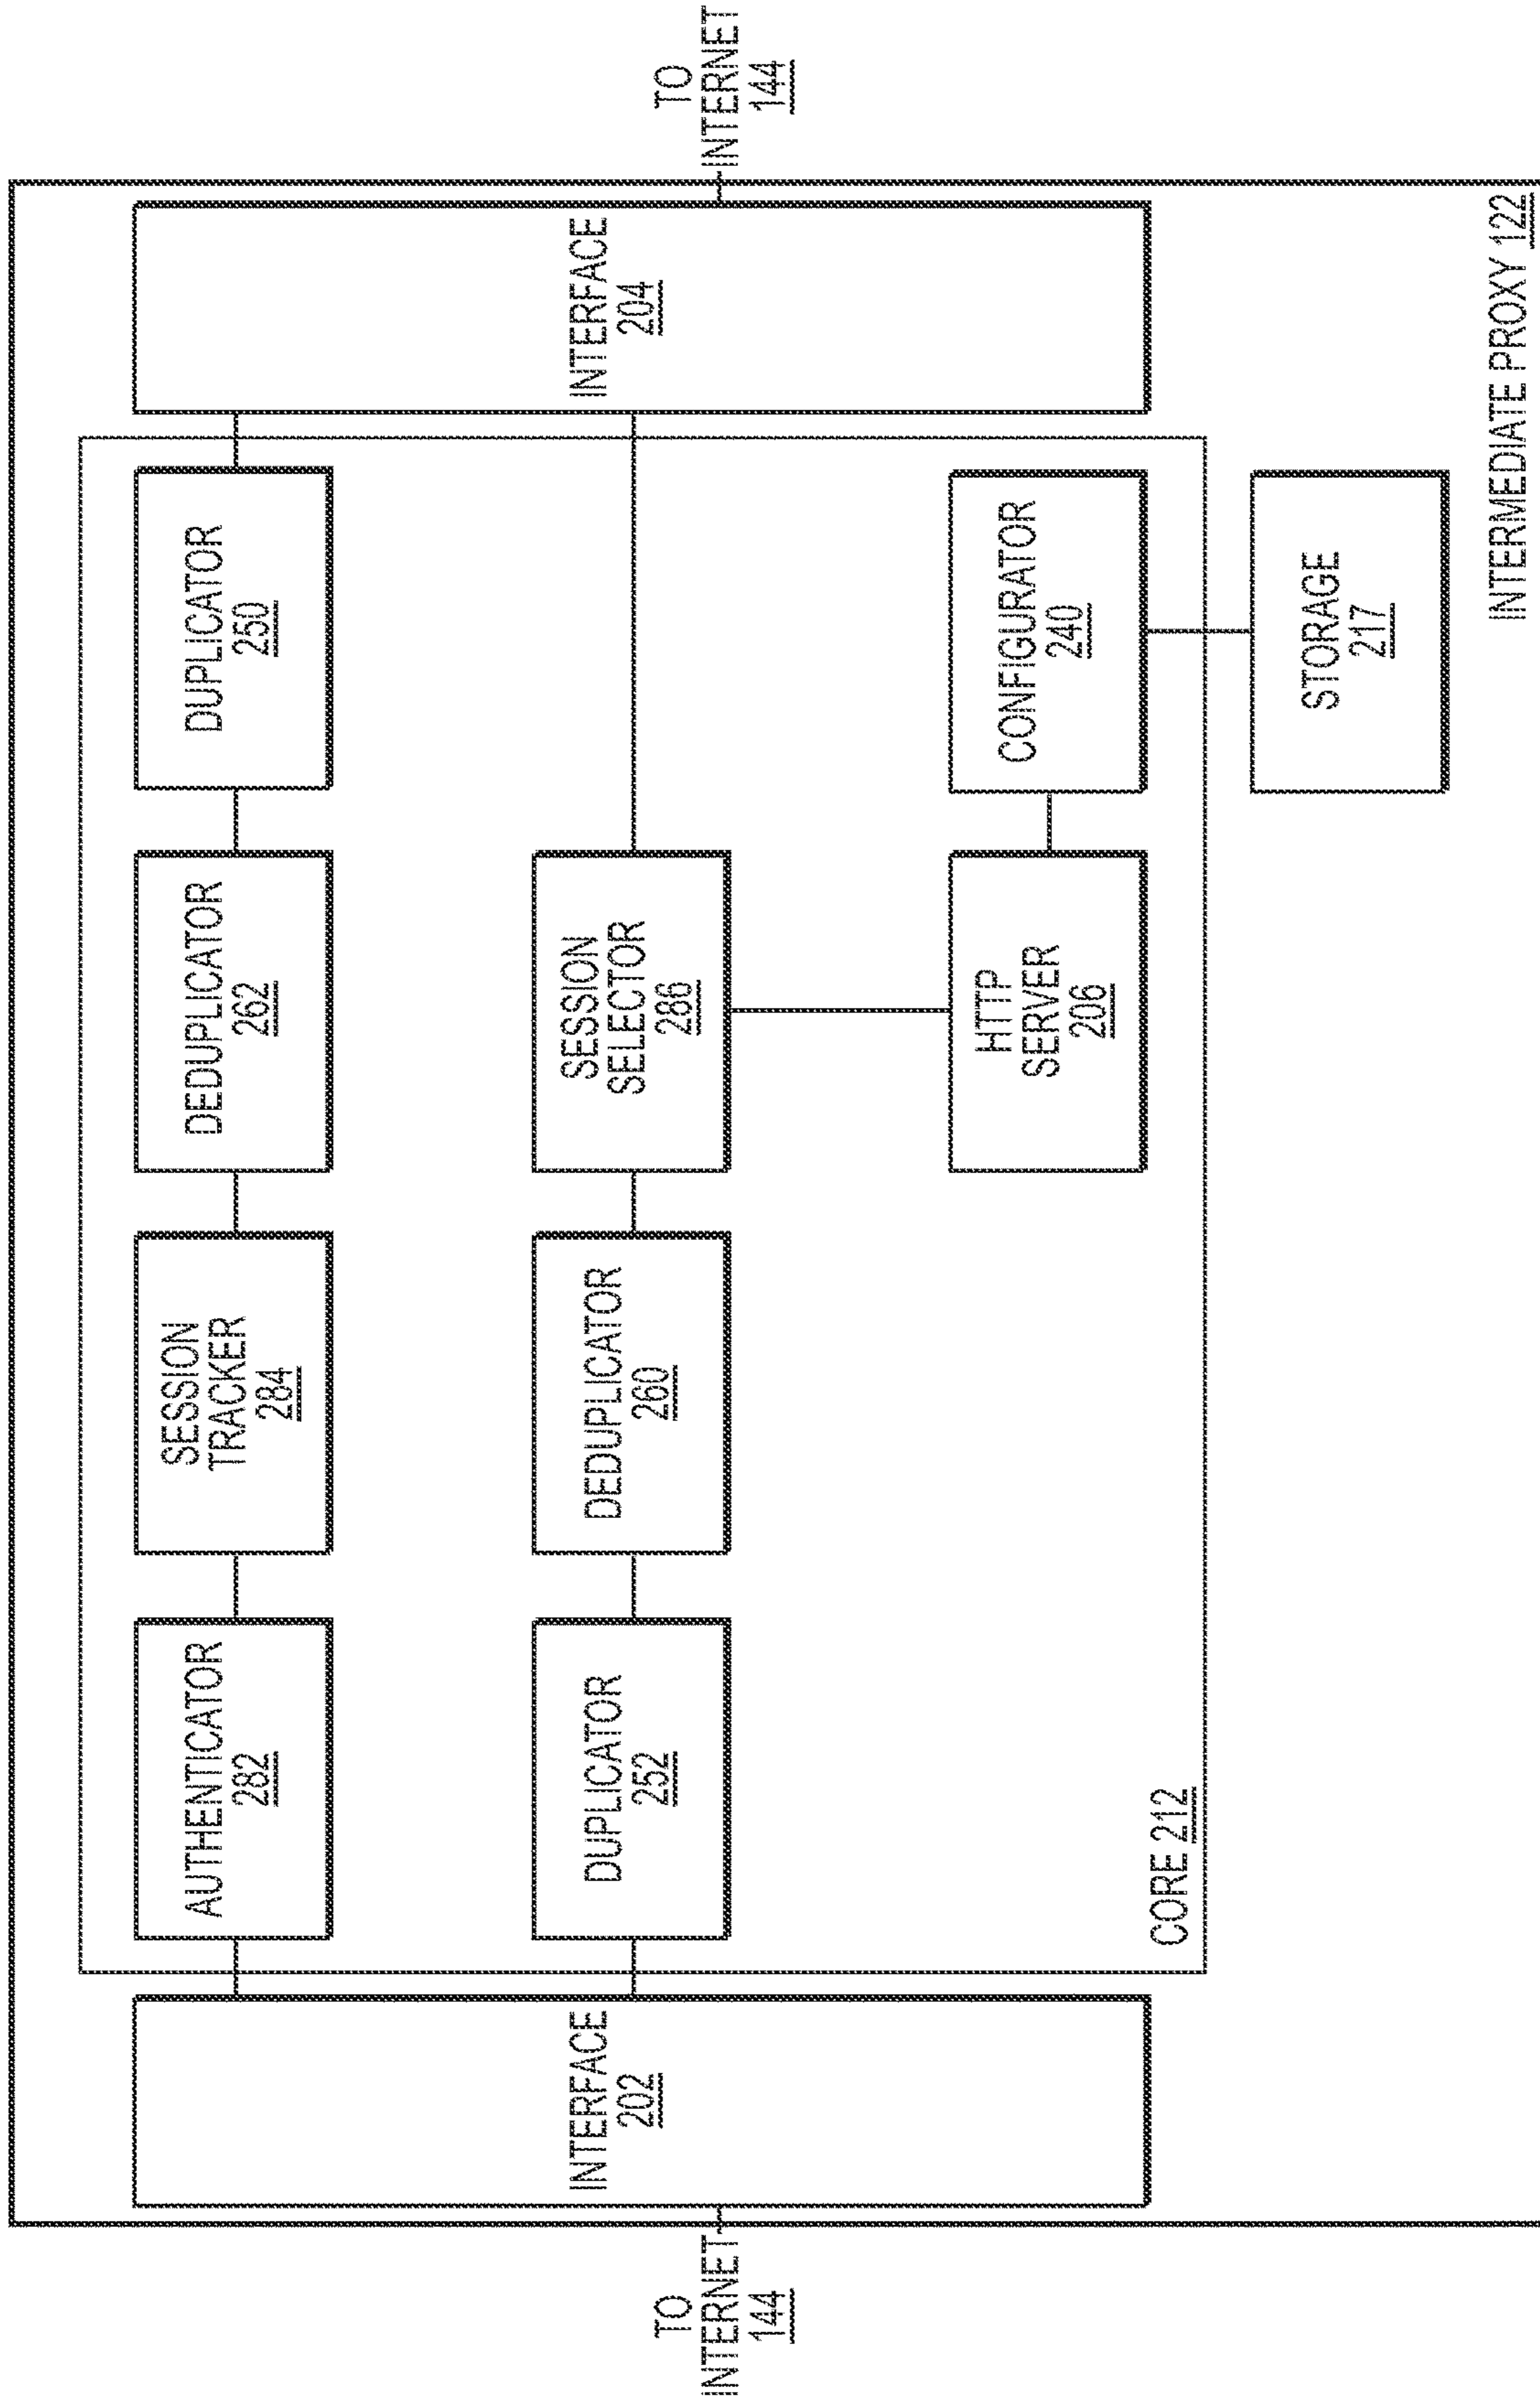 TO
INTERNET
144
INTERFACE
202
AUTHENTICATOR
282
SESSION
TRACKER
284
DEDUPLICATOR
262
DUPLICATOR
250
DUPLICATOR
252
DEDUPLICATOR
260
SESSION
SELECTOR
286
HTTP
SERVER
206
CONFIGURATOR
240
CORE 212
STORAGE
217
INTERFACE
204
TO
INTERNET
144
INTERMEDIATE PROXY 122